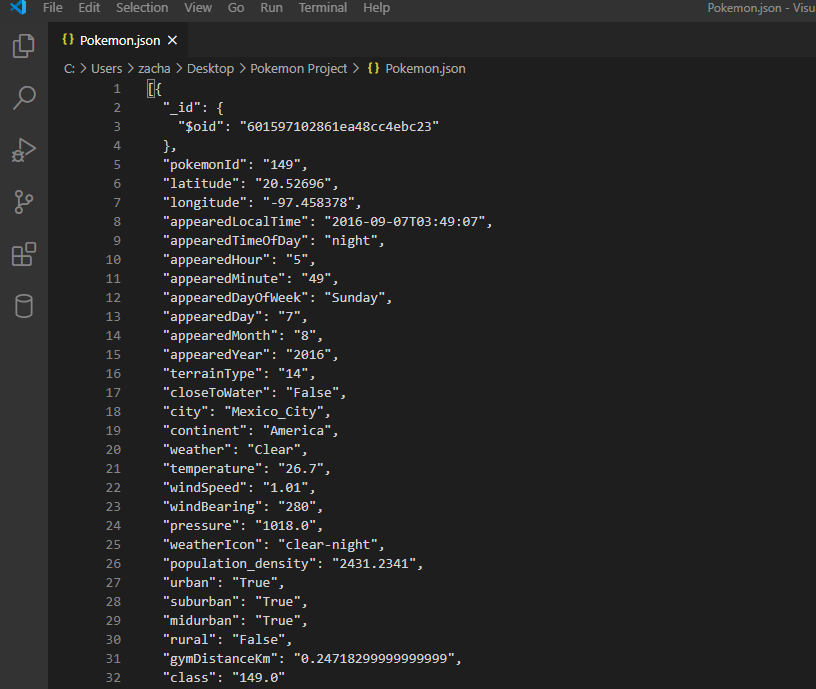 File Edit Selection View Go Run Terminal Help Pokemon.json - Visu
{} Pokemon.json ×
C: > Users > zacha > Desktop > Pokemon Project > {} Pokemon.json
1 [{
2 "_id": {
3 "$oid": "601597102861ea48cc4ebc23"
4 },
5 "pokemonId": "149",
6 "latitude": "20.52696",
7 "longitude": "-97.458378",
8 "appearedLocalTime": "2016-09-07T03:49:07",
9 "appearedTimeOfDay": "night",
10 "appearedHour": "5",
11 "appearedMinute": "49",
12 "appearedDayOfWeek": "Sunday",
13 "appearedDay": "7",
14 "appearedMonth": "8",
15 "appearedYear": "2016",
16 "terrainType": "14",
17 "closeToWater": "False",
18 "city": "Mexico_City",
19 "continent": "America",
20 "weather": "Clear",
21 "temperature": "26.7",
22 "windSpeed": "1.01",
23 "windBearing": "280",
24 "pressure": "1018.0",
25 "weatherIcon": "clear-night",
26 "population_density": "2431.2341",
27 "urban": "True",
28 "suburban": "True",
29 "midurban": "True",
30 "rural": "False",
31 "gymDistanceKm": "0.24718299999999999",
32 "class": "149.0"